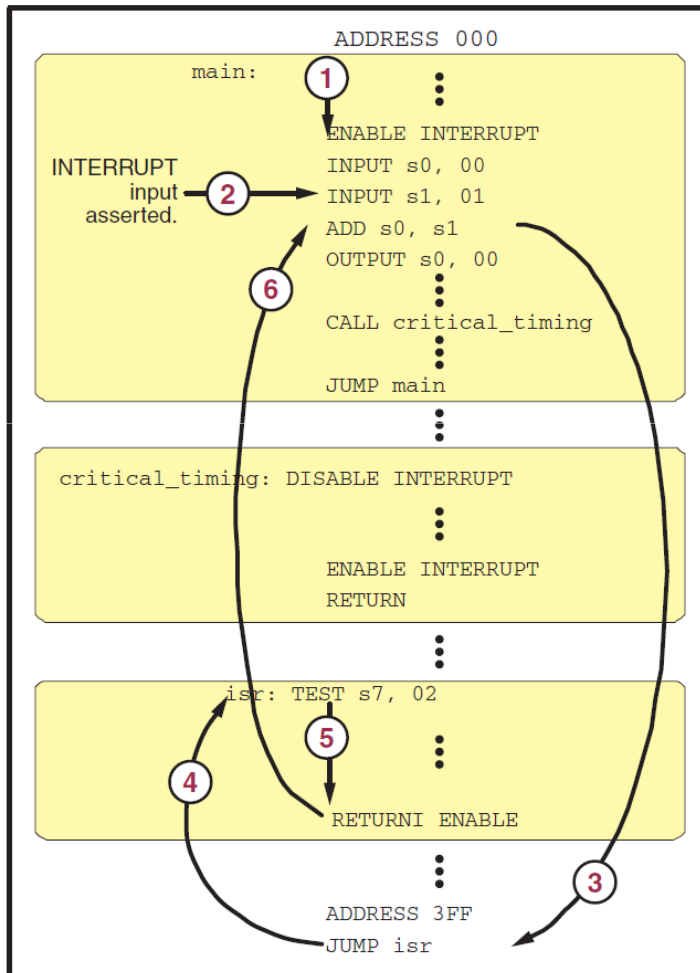 ADDRESS 000
main:
1
ENABLE INTERRUPT
INPUT s0, 00
INTERRUPT
input
asserted.
2
INPUT s1, 01
ADD s0, s1
OUTPUT s0, 00
6
CALL critical_timing
JUMP main
critical_timing: DISABLE INTERRUPT
ENABLE INTERRUPT
RETURN
isr: TEST s7, 02
5
4
RETURNI ENABLE
3
ADDRESS 3FF
JUMP isr